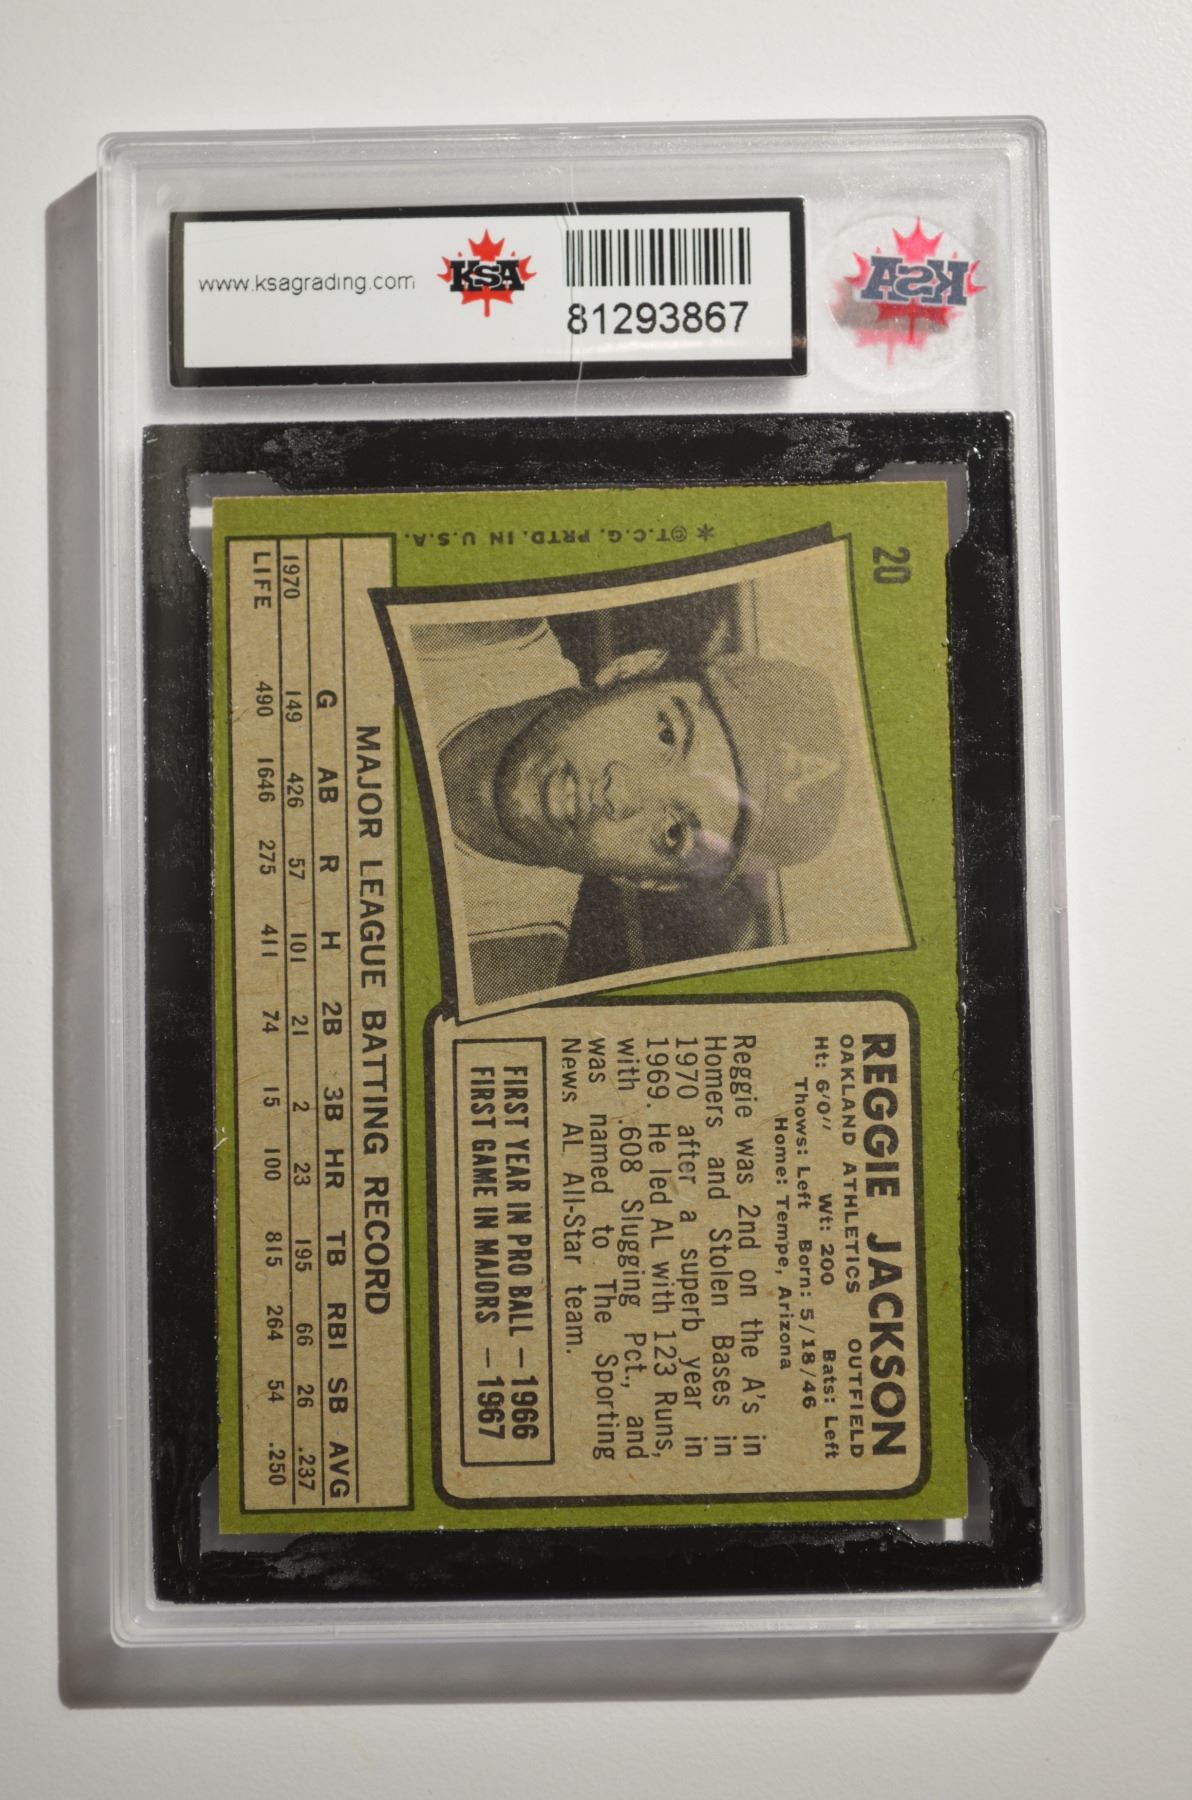 www.ksagrading.com
KSA
81293867
KSA
20
*©T.C.G. PRTD. IN U.S.A.
A
REGGIE JACKSON
OAKLAND ATHLETICS OUTFIELD
Ht: 6'0" Wt: 200 Bats: Left
Thows: Left Born: 5/18/46
Home: Tempe, Arizona
Reggie was 2nd on the A's in
Homers and Stolen Bases in
1970 after a superb year in
1969. He led AL with 123 Runs,
with .608 Slugging Pct., and
was named to The Sporting
News AL All-Star team.
FIRST YEAR IN PRO BALL — 1966
FIRST GAME IN MAJORS — 1967
MAJOR LEAGUE BATTING RECORD
G AB R H 2B 3B HR TB RBI SB AVG
1970 149 426 57 101 21 2 23 195 66 26 .237
LIFE 490 1646 275 411 74 15 100 815 264 54 .250